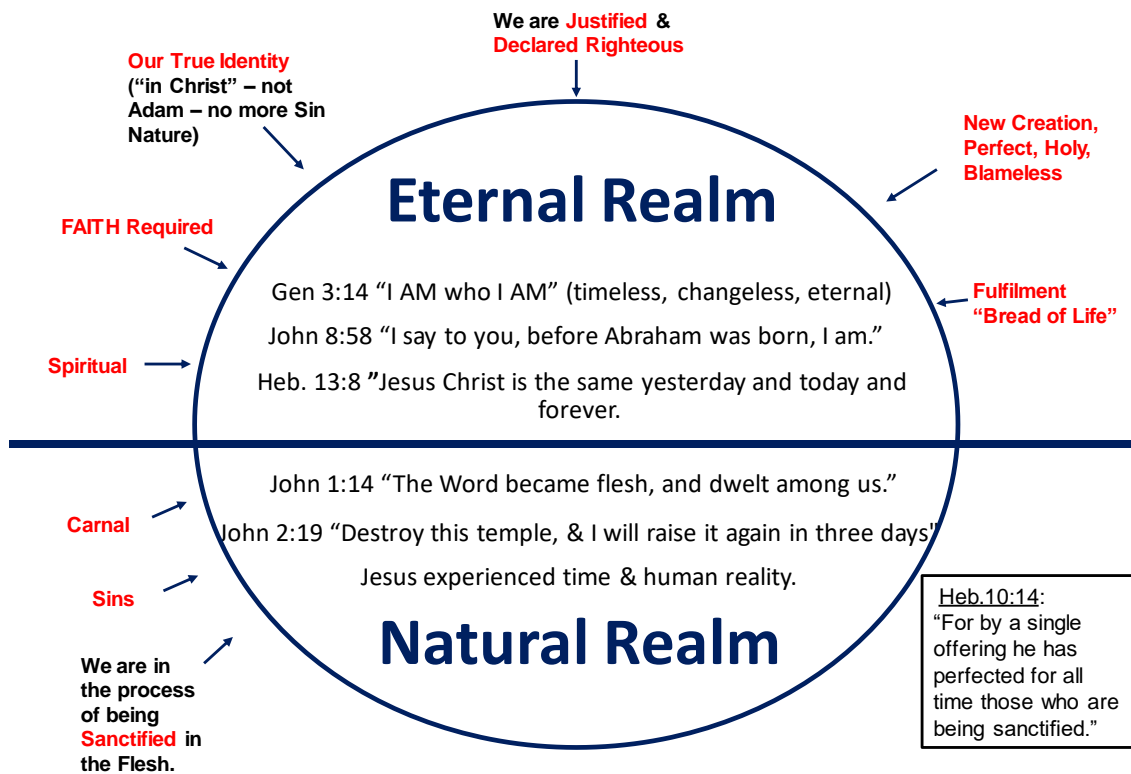 We are Justified &
Declared Righteous
Our True Identity
(“in Christ” – not
Adam – no more Sin
Nature)
New Creation,
Perfect, Holy,
Blameless
Eternal Realm
FAITH Required
Gen 3:14 “I AM who I AM” (timeless, changeless, eternal)
Fulfilment
“Bread of Life”
John 8:58 “I say to you, before Abraham was born, I am.”
Spiritual
Heb. 13:8 ”Jesus Christ is the same yesterday and today and
forever.
John 1:14 “The Word became flesh, and dwelt among us.”
Carnal
John 2:19 “Destroy this temple, & I will raise it again in three days"
Jesus experienced time & human reality.
Sins
Natural Realm
We are in
the process
of being
Sanctified in
the Flesh.
Heb.10:14:
“For by a single
offering he has
perfected for all
time those who are
being sanctified.”